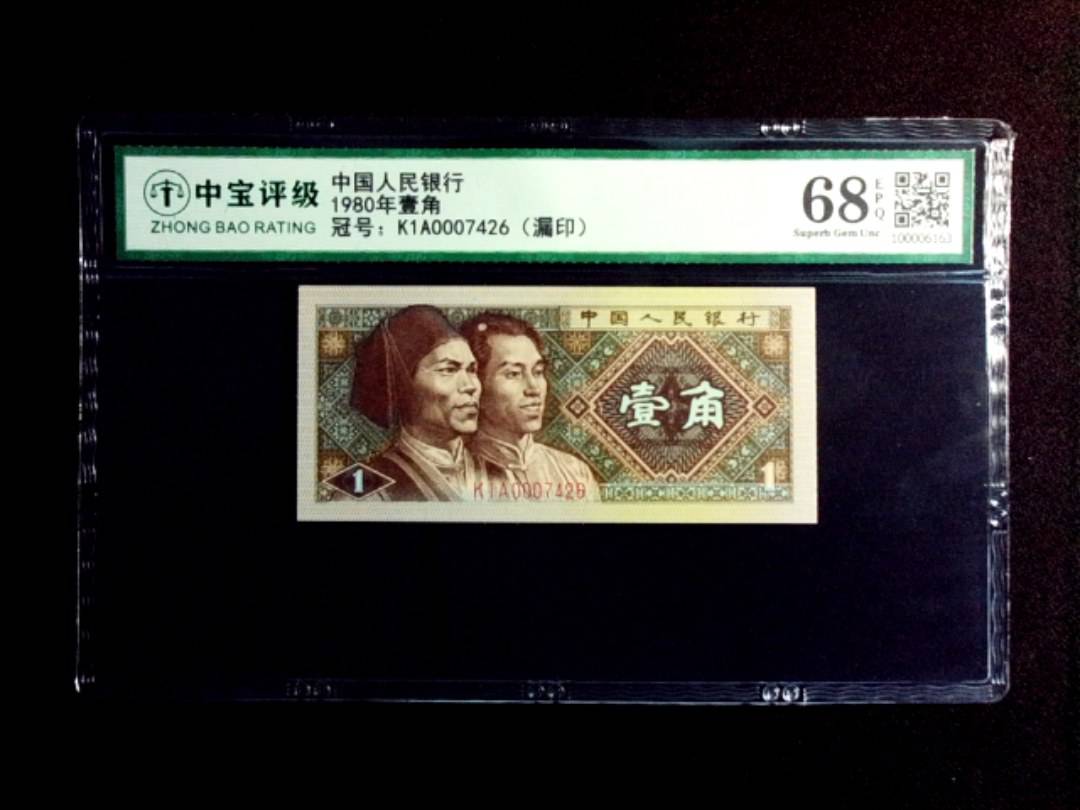 中宝评级
ZHONG BAO RATING
中国人民银行
1980年壹角
冠号：K1A0007426（漏印）
68
EPQ
Superb Gem Unc
100006163
中国人民银行
壹角
1
K1A0007426
1